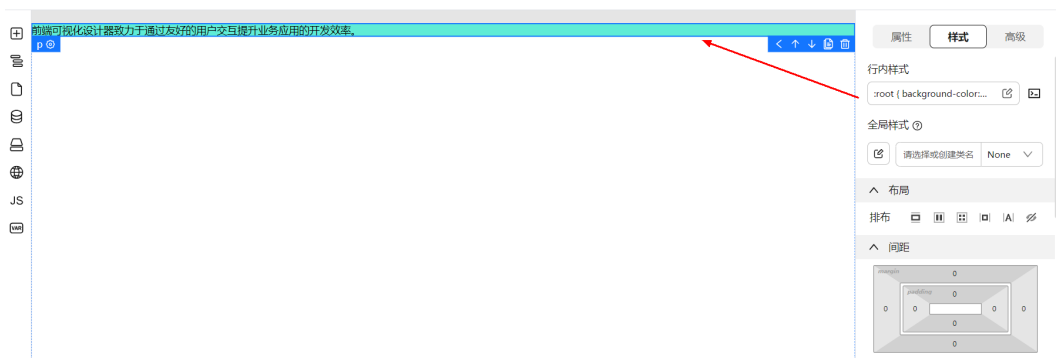 前端可视化设计器致力于通过友好的用户交互提升业务应用的开发效率。
p
JS
VAR
属性 样式 高级
行内样式
:root { background-color:...
全局样式
请选择或创建类名 None
布局
排布
A
间距
margin
0
padding
0
0 0 0 0
0
0